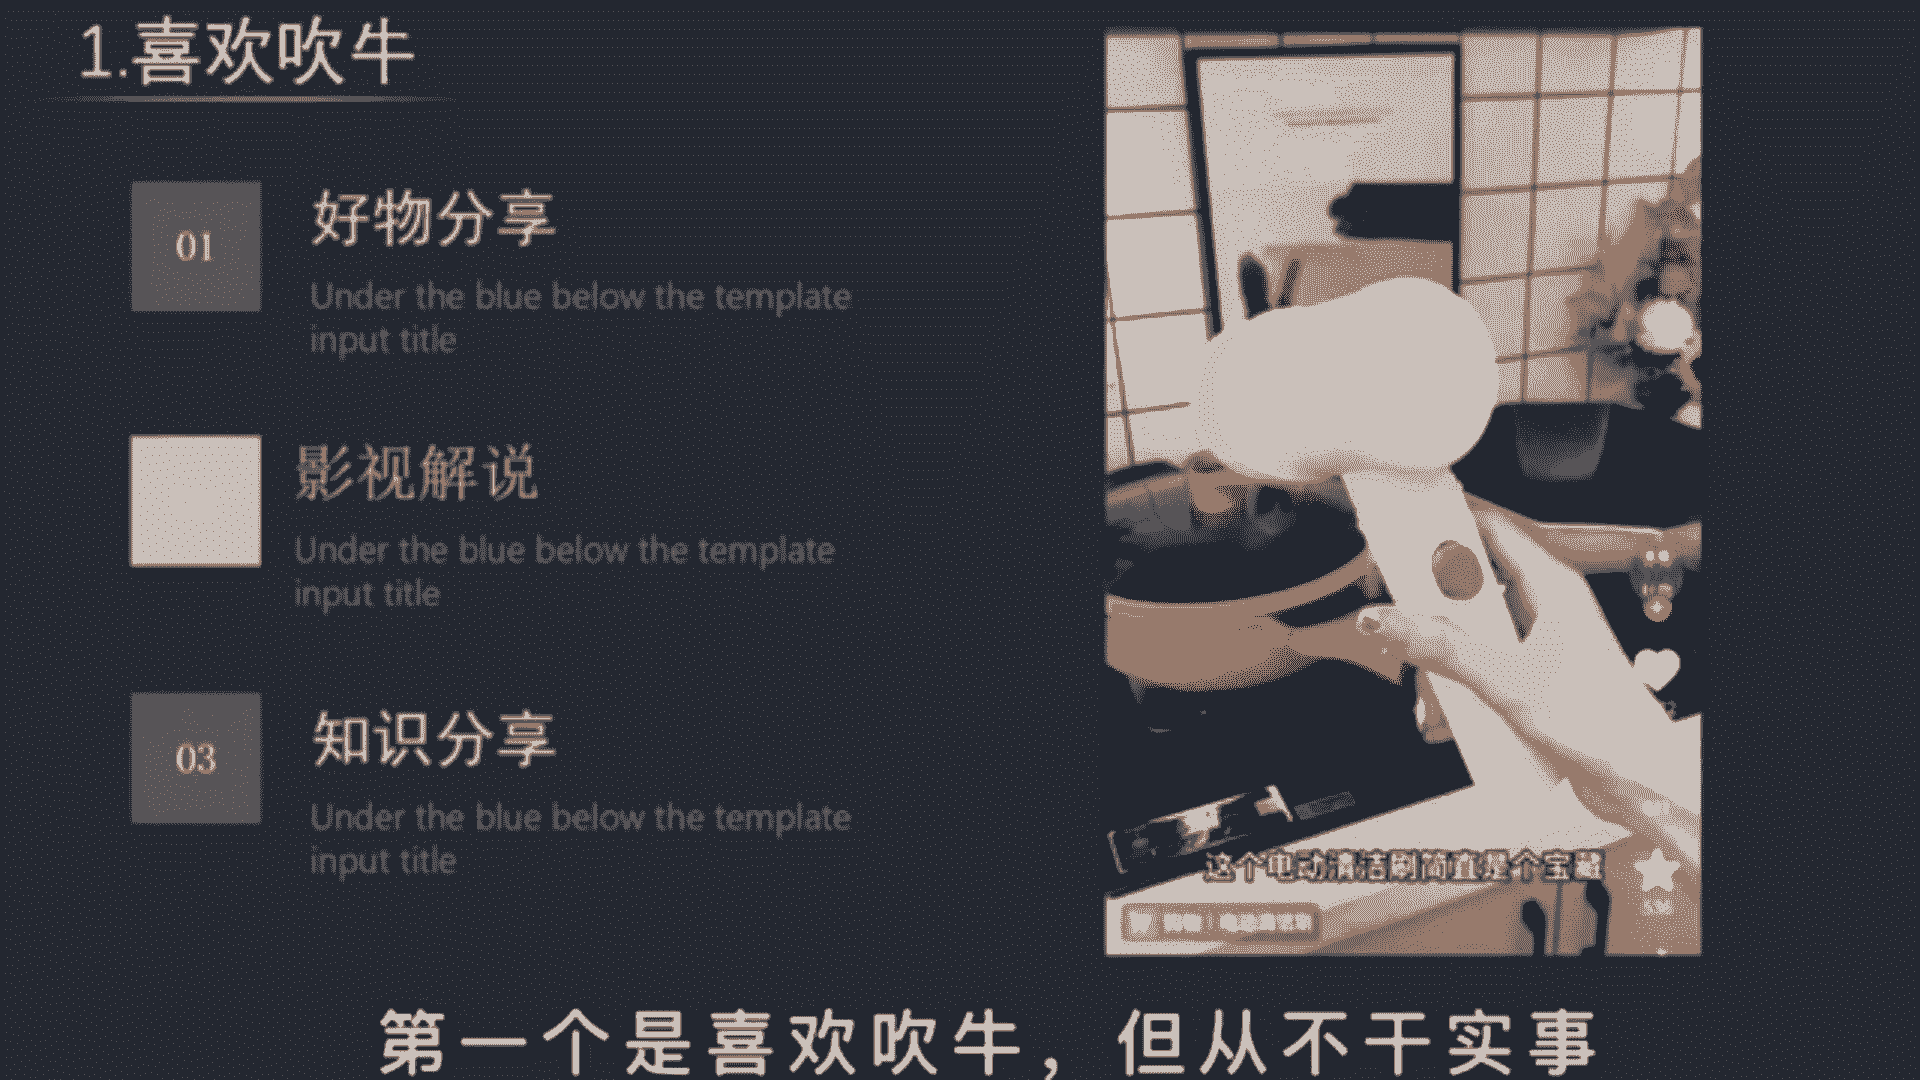 1.喜欢吹牛
01
好物分享
Under the blue below the template
input title
影视解说
Under the blue below the template
input title
03
知识分享
Under the blue below the template
input title
这个电动清洁刷简直是个宝藏
第一个是喜欢吹牛，但从不干实事